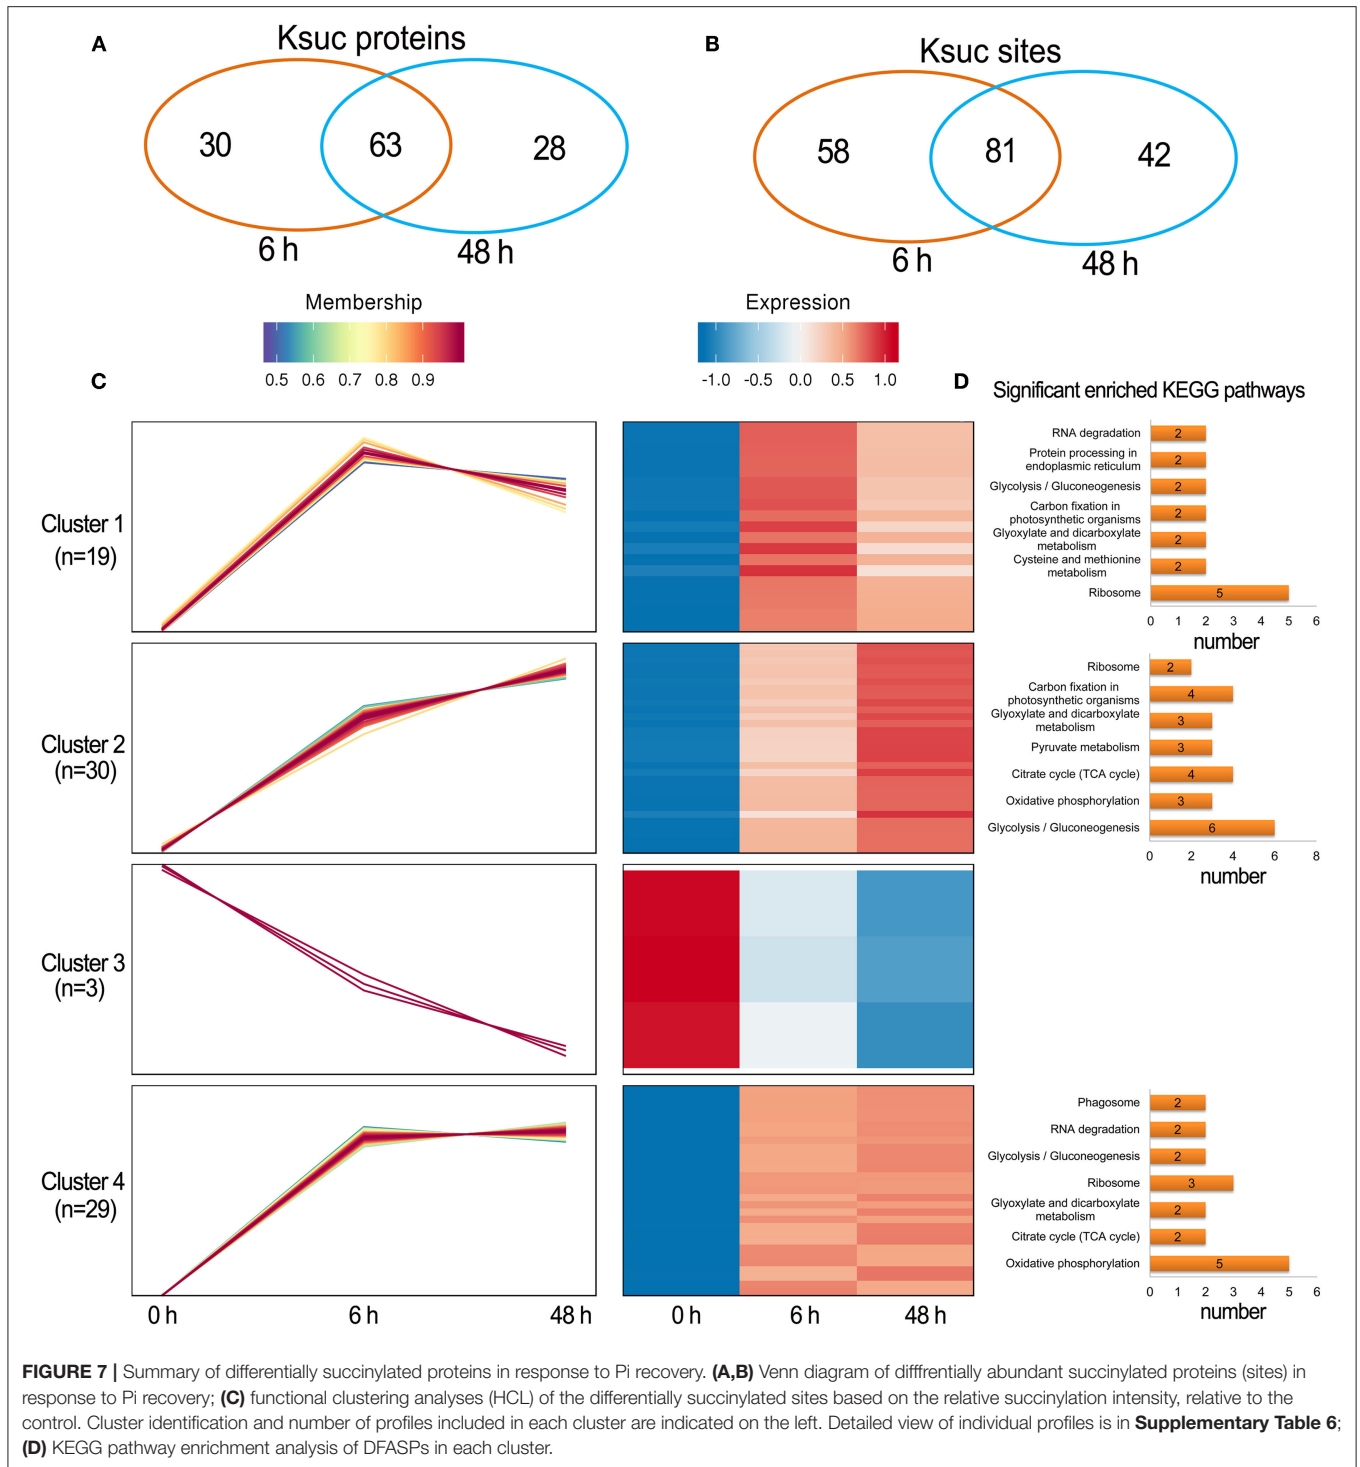 A
Ksuc proteins
30
63
28
6 h
48 h
B
Ksuc sites
58
81
42
6 h
48 h
Membership
0.5 0.6 0.7 0.8 0.9
Expression
-1.0 -0.5 0.0 0.5 1.0
C
Cluster 1
(n=19)
Cluster 2
(n=30)
Cluster 3
(n=3)
Cluster 4
(n=29)
0 h 6 h 48 h
0 h 6 h 48 h
D
Significant enriched KEGG pathways
RNA degradation 2
Protein processing in
endoplasmic reticulum 2
Glycolysis / Gluconeogenesis 2
Carbon fixation in
photosynthetic organisms 2
Glyoxylate and dicarboxylate
metabolism 2
Cysteine and methionine
metabolism 2
Ribosome 5
0 1 2 3 4 5 6
number
Ribosome 2
Carbon fixation in
photosynthetic organisms 4
Glyoxylate and dicarboxylate
metabolism 3
Pyruvate metabolism 3
Citrate cycle (TCA cycle) 4
Oxidative phosphorylation 3
Glycolysis / Gluconeogenesis 6
0 2 4 6 8
number
Phagosome 2
RNA degradation 2
Glycolysis / Gluconeogenesis 2
Ribosome 3
Glyoxylate and dicarboxylate
metabolism 2
Citrate cycle (TCA cycle) 2
Oxidative phosphorylation 5
0 1 2 3 4 5 6
number
FIGURE 7 | Summary of differentially succinylated proteins in response to Pi recovery. (A,B) Venn diagram of difffrentially abundant succinylated proteins (sites) in
response to Pi recovery; (C) functional clustering analyses (HCL) of the differentially succinylated sites based on the relative succinylation intensity, relative to the
control. Cluster identification and number of profiles included in each cluster are indicated on the left. Detailed view of individual profiles is in Supplementary Table 6;
(D) KEGG pathway enrichment analysis of DFASPs in each cluster.